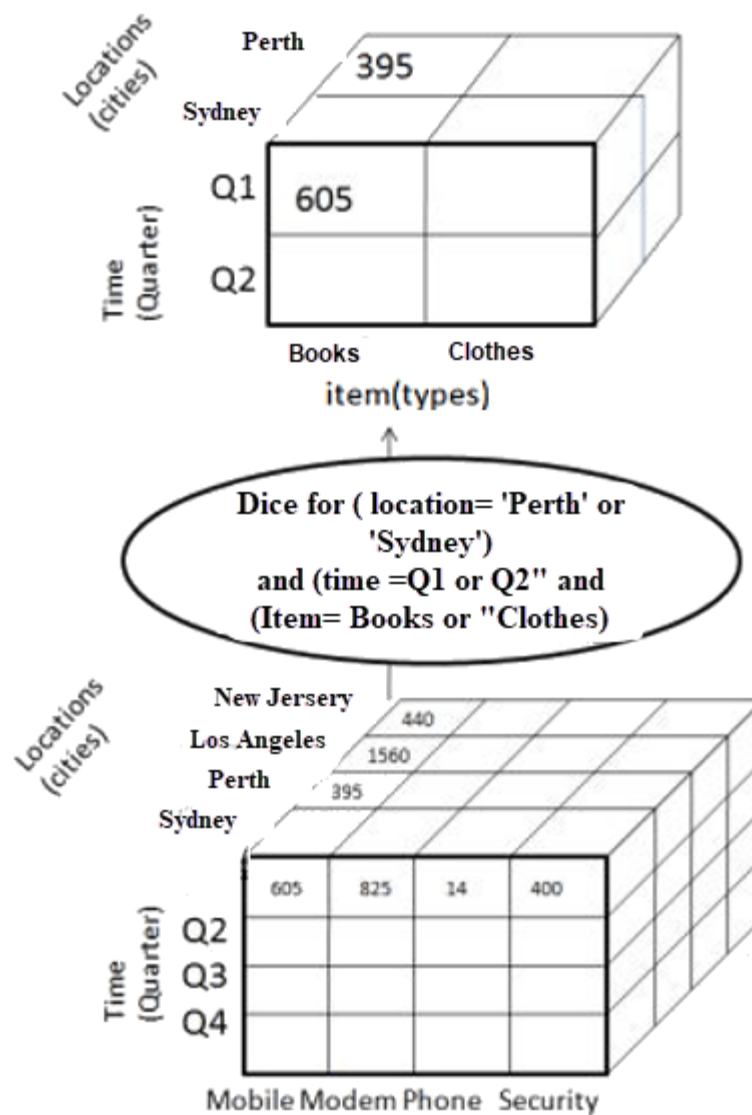 Locations
(cities)
Perth
395
Sydney
Time
(Quarter)
Q1
605
Q2
Books Clothes
item(types)
Dice for ( location= 'Perth' or
'Sydney')
and (time =Q1 or Q2" and
(Item= Books or "Clothes)
Locations
(cities)
New Jersery
440
Los Angeles
1560
Perth
395
Sydney
605 825 14 400
Time
(Quarter)
Q2
Q3
Q4
Mobile Modem Phone Security